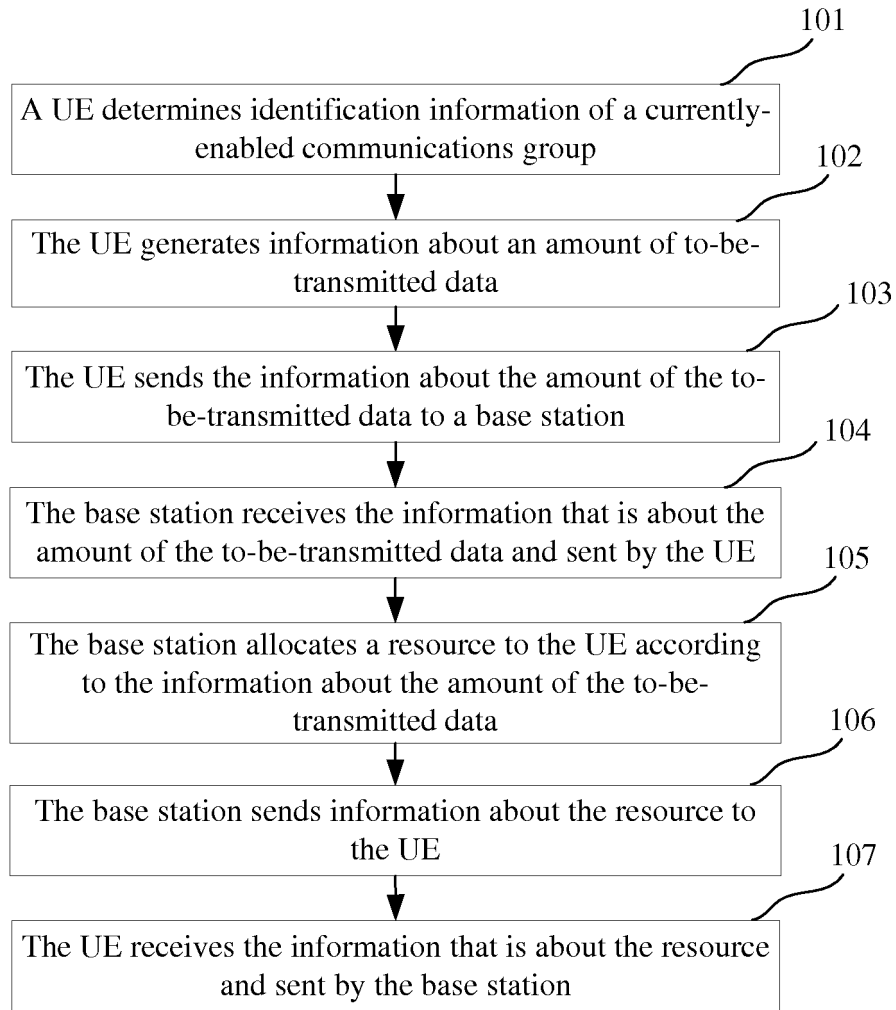 101
A UE determines identification information of a currently-
enabled communications group
102
The UE generates information about an amount of to-be-
transmitted data
103
The UE sends the information about the amount of the to-
be-transmitted data to a base station
104
The base station receives the information that is about the
amount of the to-be-transmitted data and sent by the UE
105
The base station allocates a resource to the UE according
to the information about the amount of the to-be-
transmitted data
106
The base station sends information about the resource to
the UE
107
The UE receives the information that is about the resource
and sent by the base station